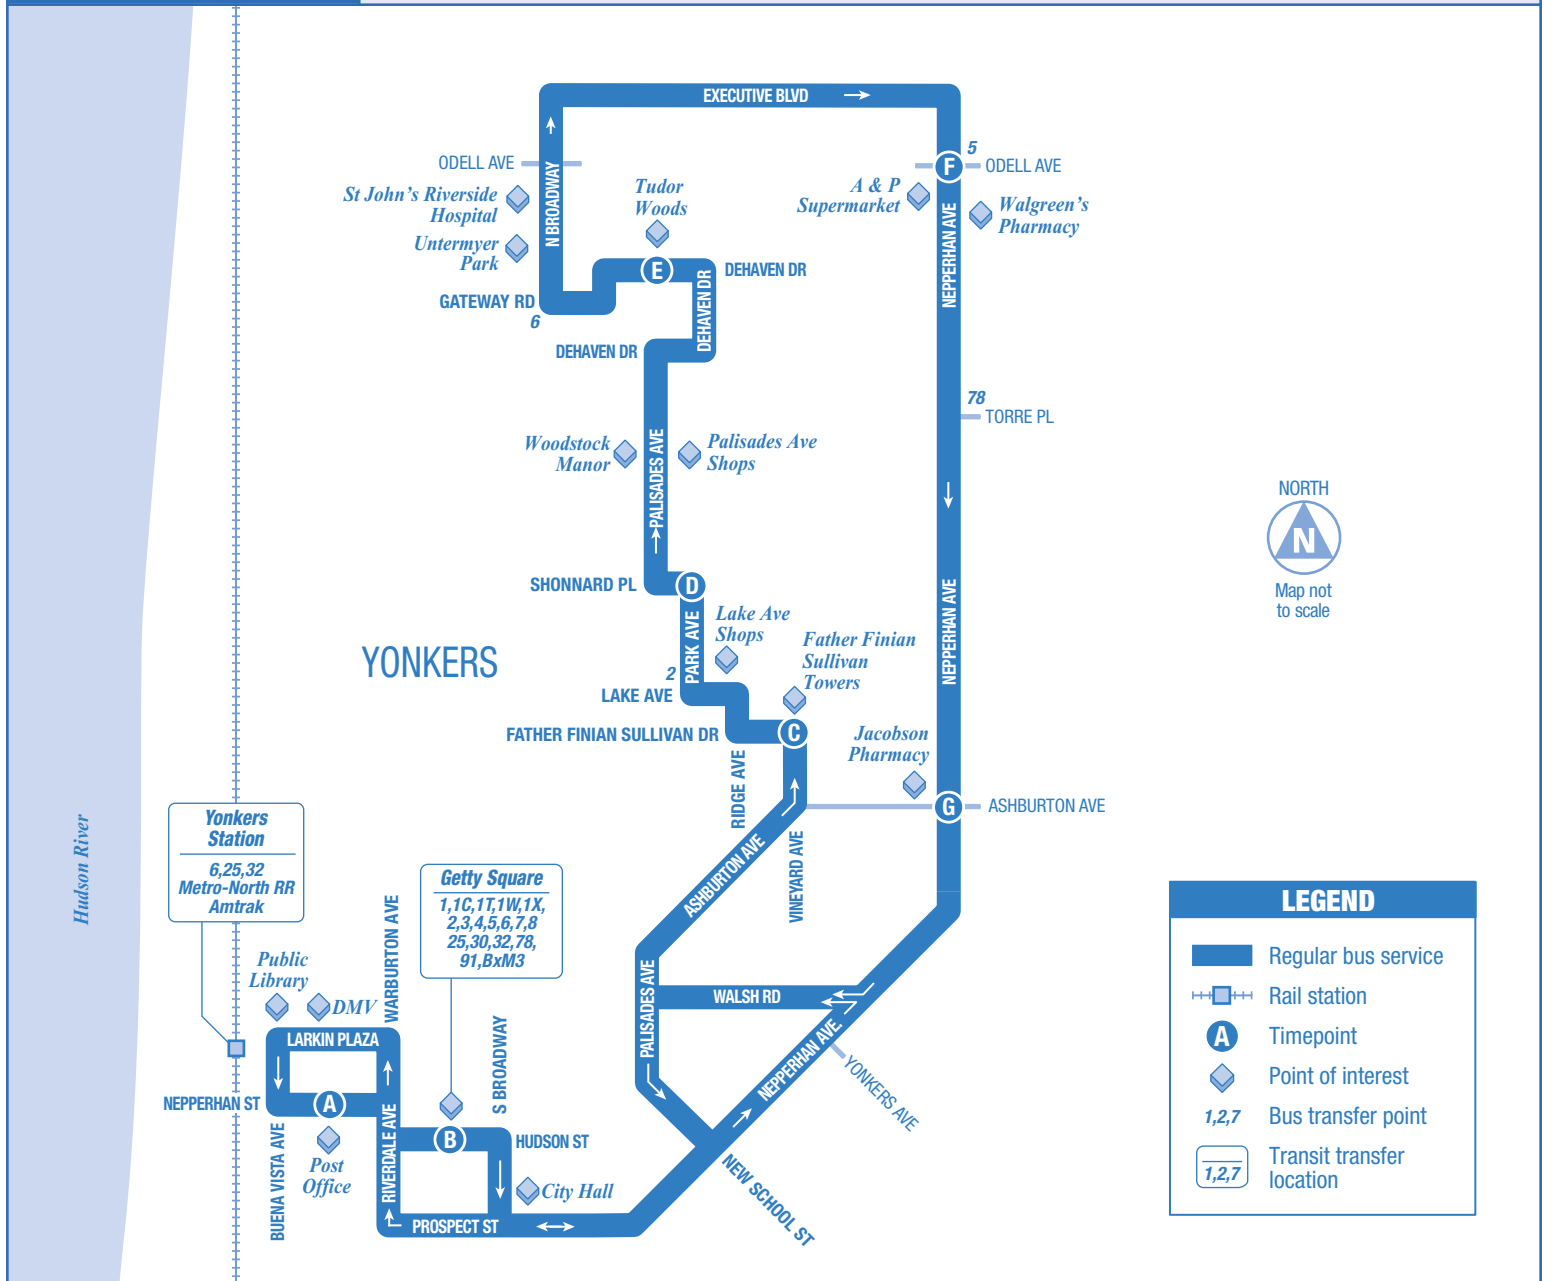 EXECUTIVE BLVD
ODELL AVE
N BROADWAY
St John's Riverside
Hospital
Untermyer
Park
Tudor
Woods
E
DEHAVEN DR
DEHAVEN DR
GATEWAY RD
6
DEHAVEN DR
5
F
ODELL AVE
A & P
Supermarket
Walgreen's
Pharmacy
NEPPERHAN AVE
78
TORRE PL
Woodstock
Manor
PALISADES AVE
Palisades Ave
Shops
NORTH
N
Map not
to scale
SHONNARD PL
D
PARK AVE
Lake Ave
Shops
Father Finian
Sullivan
Towers
NEPPERHAN AVE
YONKERS
2
LAKE AVE
FATHER FINIAN SULLIVAN DR
C
RIDGE AVE
Jacobson
Pharmacy
G
ASHBURTON AVE
ASHBURTON AVE
VINEYARD AVE
Hudson River
Yonkers
Station
6,25,32
Metro-North RR
Amtrak
Getty Square
1,1C,1T,1W,1X,
2,3,4,5,6,7,8
25,30,32,78,
91,BxM3
WARBURTON AVE
Public
Library
DMV
LARKIN PLAZA
NEPPERHAN ST
A
BUENA VISTA AVE
Post
Office
RIVERDALE AVE
B
S BROADWAY
HUDSON ST
City Hall
PROSPECT ST
PALISADES AVE
WALSH RD
NEPPERHAN AVE
YONKERS AVE
NEW SCHOOL ST
LEGEND
Regular bus service
Rail station
A
Timepoint
Point of interest
1,2,7
Bus transfer point
1,2,7
Transit transfer
location